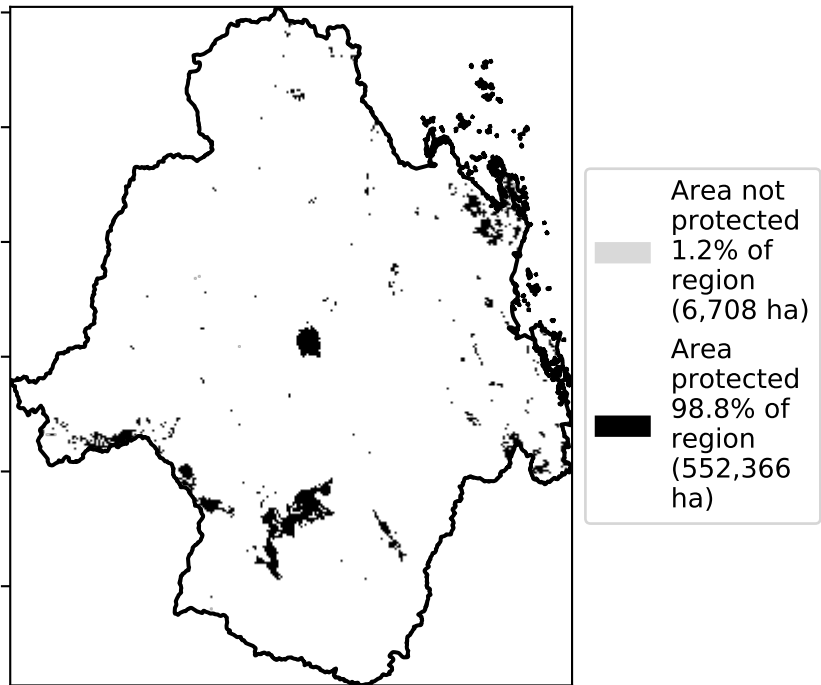 Area not
protected
1.2% of
region
(6,708 ha)
Area
protected
98.8% of
region
(552,366
ha)